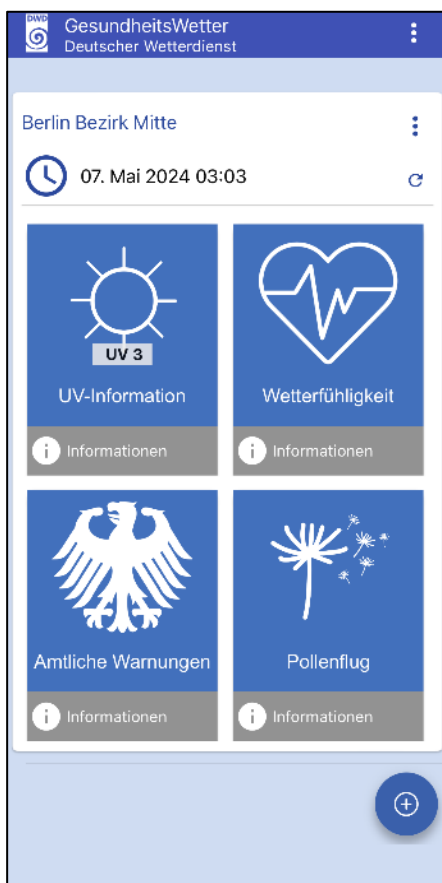 DWD
GesundheitsWetter
Deutscher Wetterdienst
Berlin Bezirk Mitte
07. Mai 2024 03:03
UV 3
UV-Information
Wetterfühligkeit
i Informationen
i Informationen
Amtliche Warnungen
Pollenflug
i Informationen
i Informationen